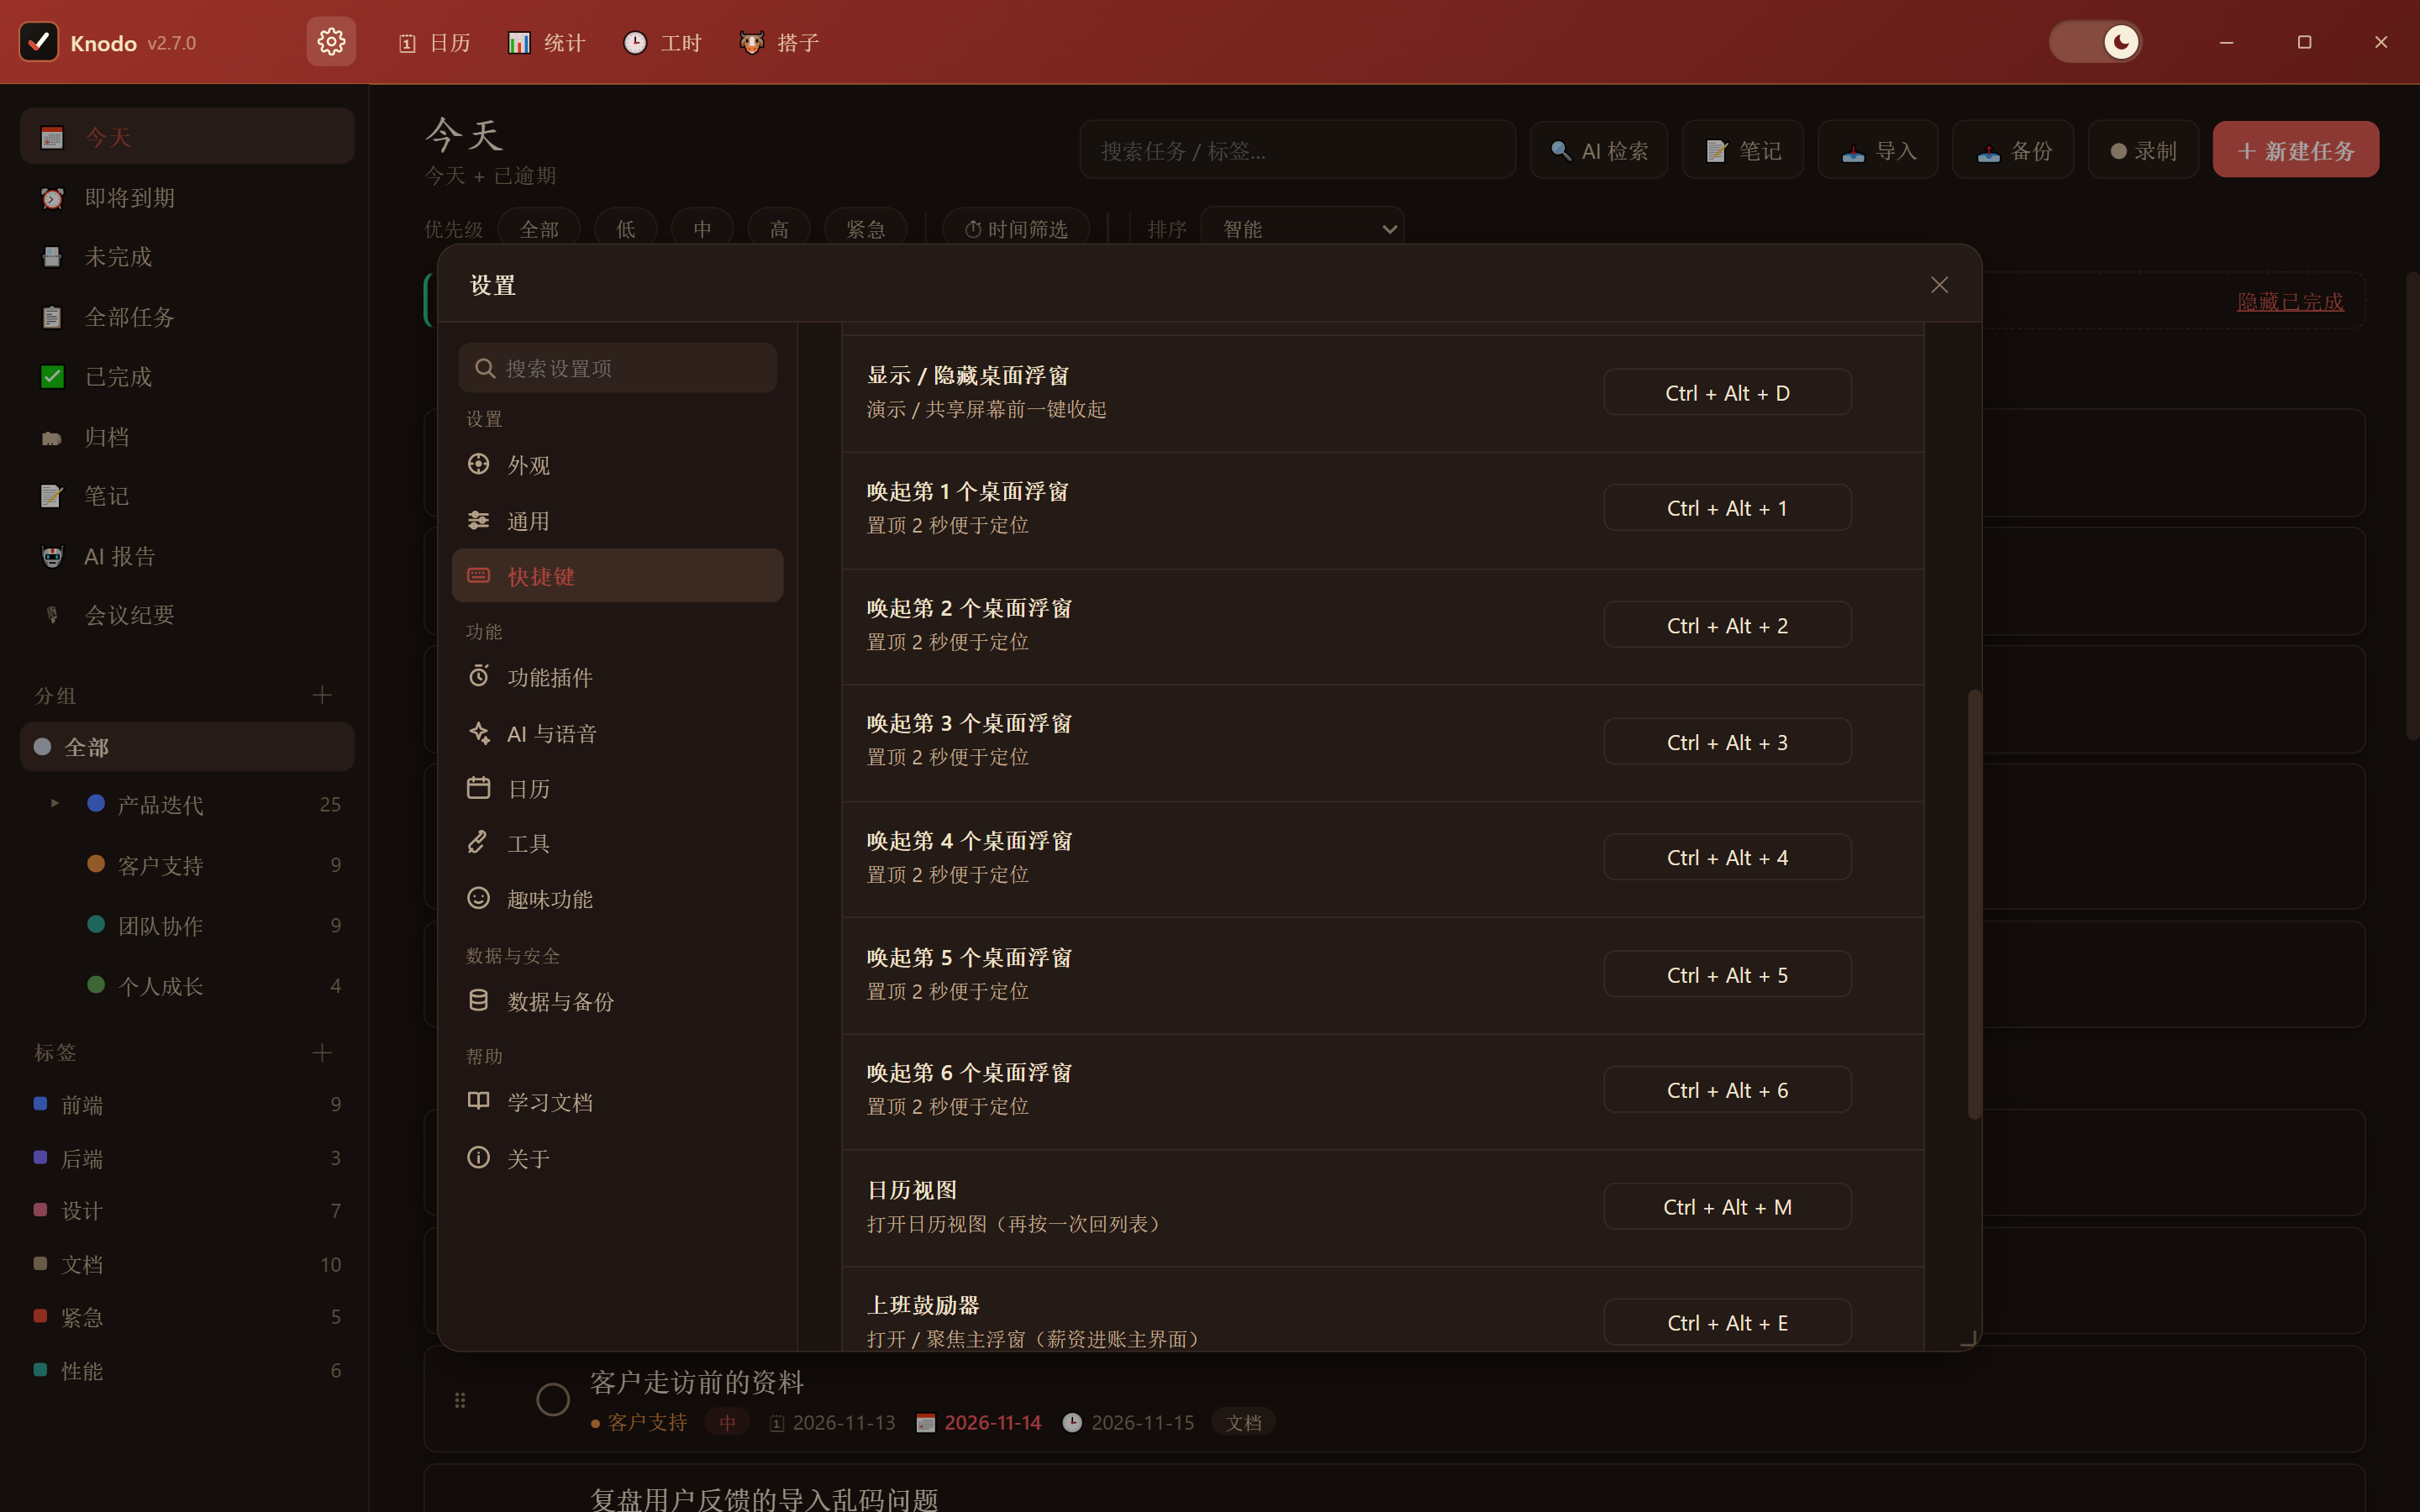 Knodo v2.7.0
日历
统计
工时
搭子
今天
即将到期
未完成
全部任务
已完成
归档
笔记
AI 报告
会议纪要
分组
全部
产品迭代 25
客户支持 9
团队协作 9
个人成长 4
标签
前端 9
后端 3
设计 7
文档 10
紧急 5
性能 6
今天
今天 + 已逾期
搜索任务 / 标签...
AI 检索
笔记
导入
备份
录制
新建任务
优先级 全部 低 中 高 紧急 时间筛选 排序 智能
隐藏已完成
设置
搜索设置项
设置
外观
通用
快捷键
功能
功能插件
AI 与语音
日历
工具
趣味功能
数据与安全
数据与备份
帮助
学习文档
关于
显示 / 隐藏桌面浮窗
演示 / 共享屏幕前一键收起
Ctrl + Alt + D
唤起第 1 个桌面浮窗
置顶 2 秒便于定位
Ctrl + Alt + 1
唤起第 2 个桌面浮窗
置顶 2 秒便于定位
Ctrl + Alt + 2
唤起第 3 个桌面浮窗
置顶 2 秒便于定位
Ctrl + Alt + 3
唤起第 4 个桌面浮窗
置顶 2 秒便于定位
Ctrl + Alt + 4
唤起第 5 个桌面浮窗
置顶 2 秒便于定位
Ctrl + Alt + 5
唤起第 6 个桌面浮窗
置顶 2 秒便于定位
Ctrl + Alt + 6
日历视图
打开日历视图（再按一次回列表）
Ctrl + Alt + M
上班鼓励器
打开 / 聚焦主浮窗（薪资进账主界面）
Ctrl + Alt + E
客户走访前的资料
客户支持 中 2026-11-13 2026-11-14 2026-11-15 文档
复盘用户反馈的导入乱码问题